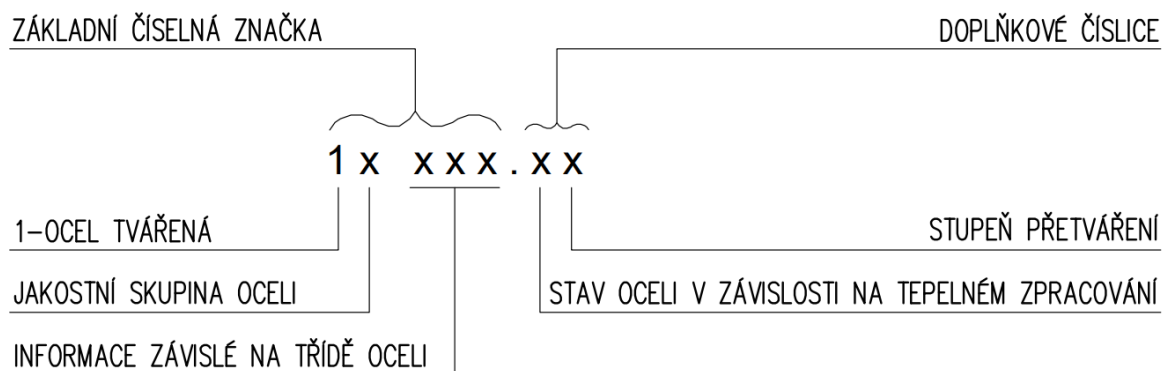 ZÁKLADNÍ ČÍSELNÁ ZNAČKA
DOPLŇKOVÉ ČÍSLICE
1x xxx.xx
1–OCEL TVÁŘENÁ
STUPEŇ PŘETVÁŘENÍ
JAKOSTNÍ SKUPINA OCELI
STAV OCELI V ZÁVISLOSTI NA TEPELNÉM ZPRACOVÁNÍ
INFORMACE ZÁVISLÉ NA TŘÍDĚ OCELI